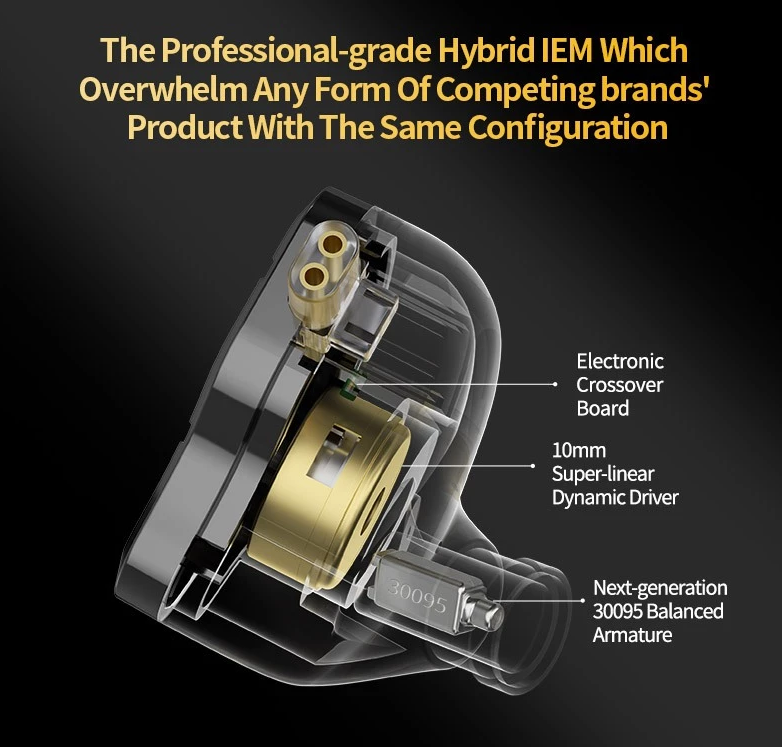 The Professional-grade Hybrid IEM Which
Overwhelm Any Form Of Competing brands'
Product With The Same Configuration
Electronic
Crossover
Board
10mm
Super-linear
Dynamic Driver
30095
Next-generation
30095 Balanced
Armature